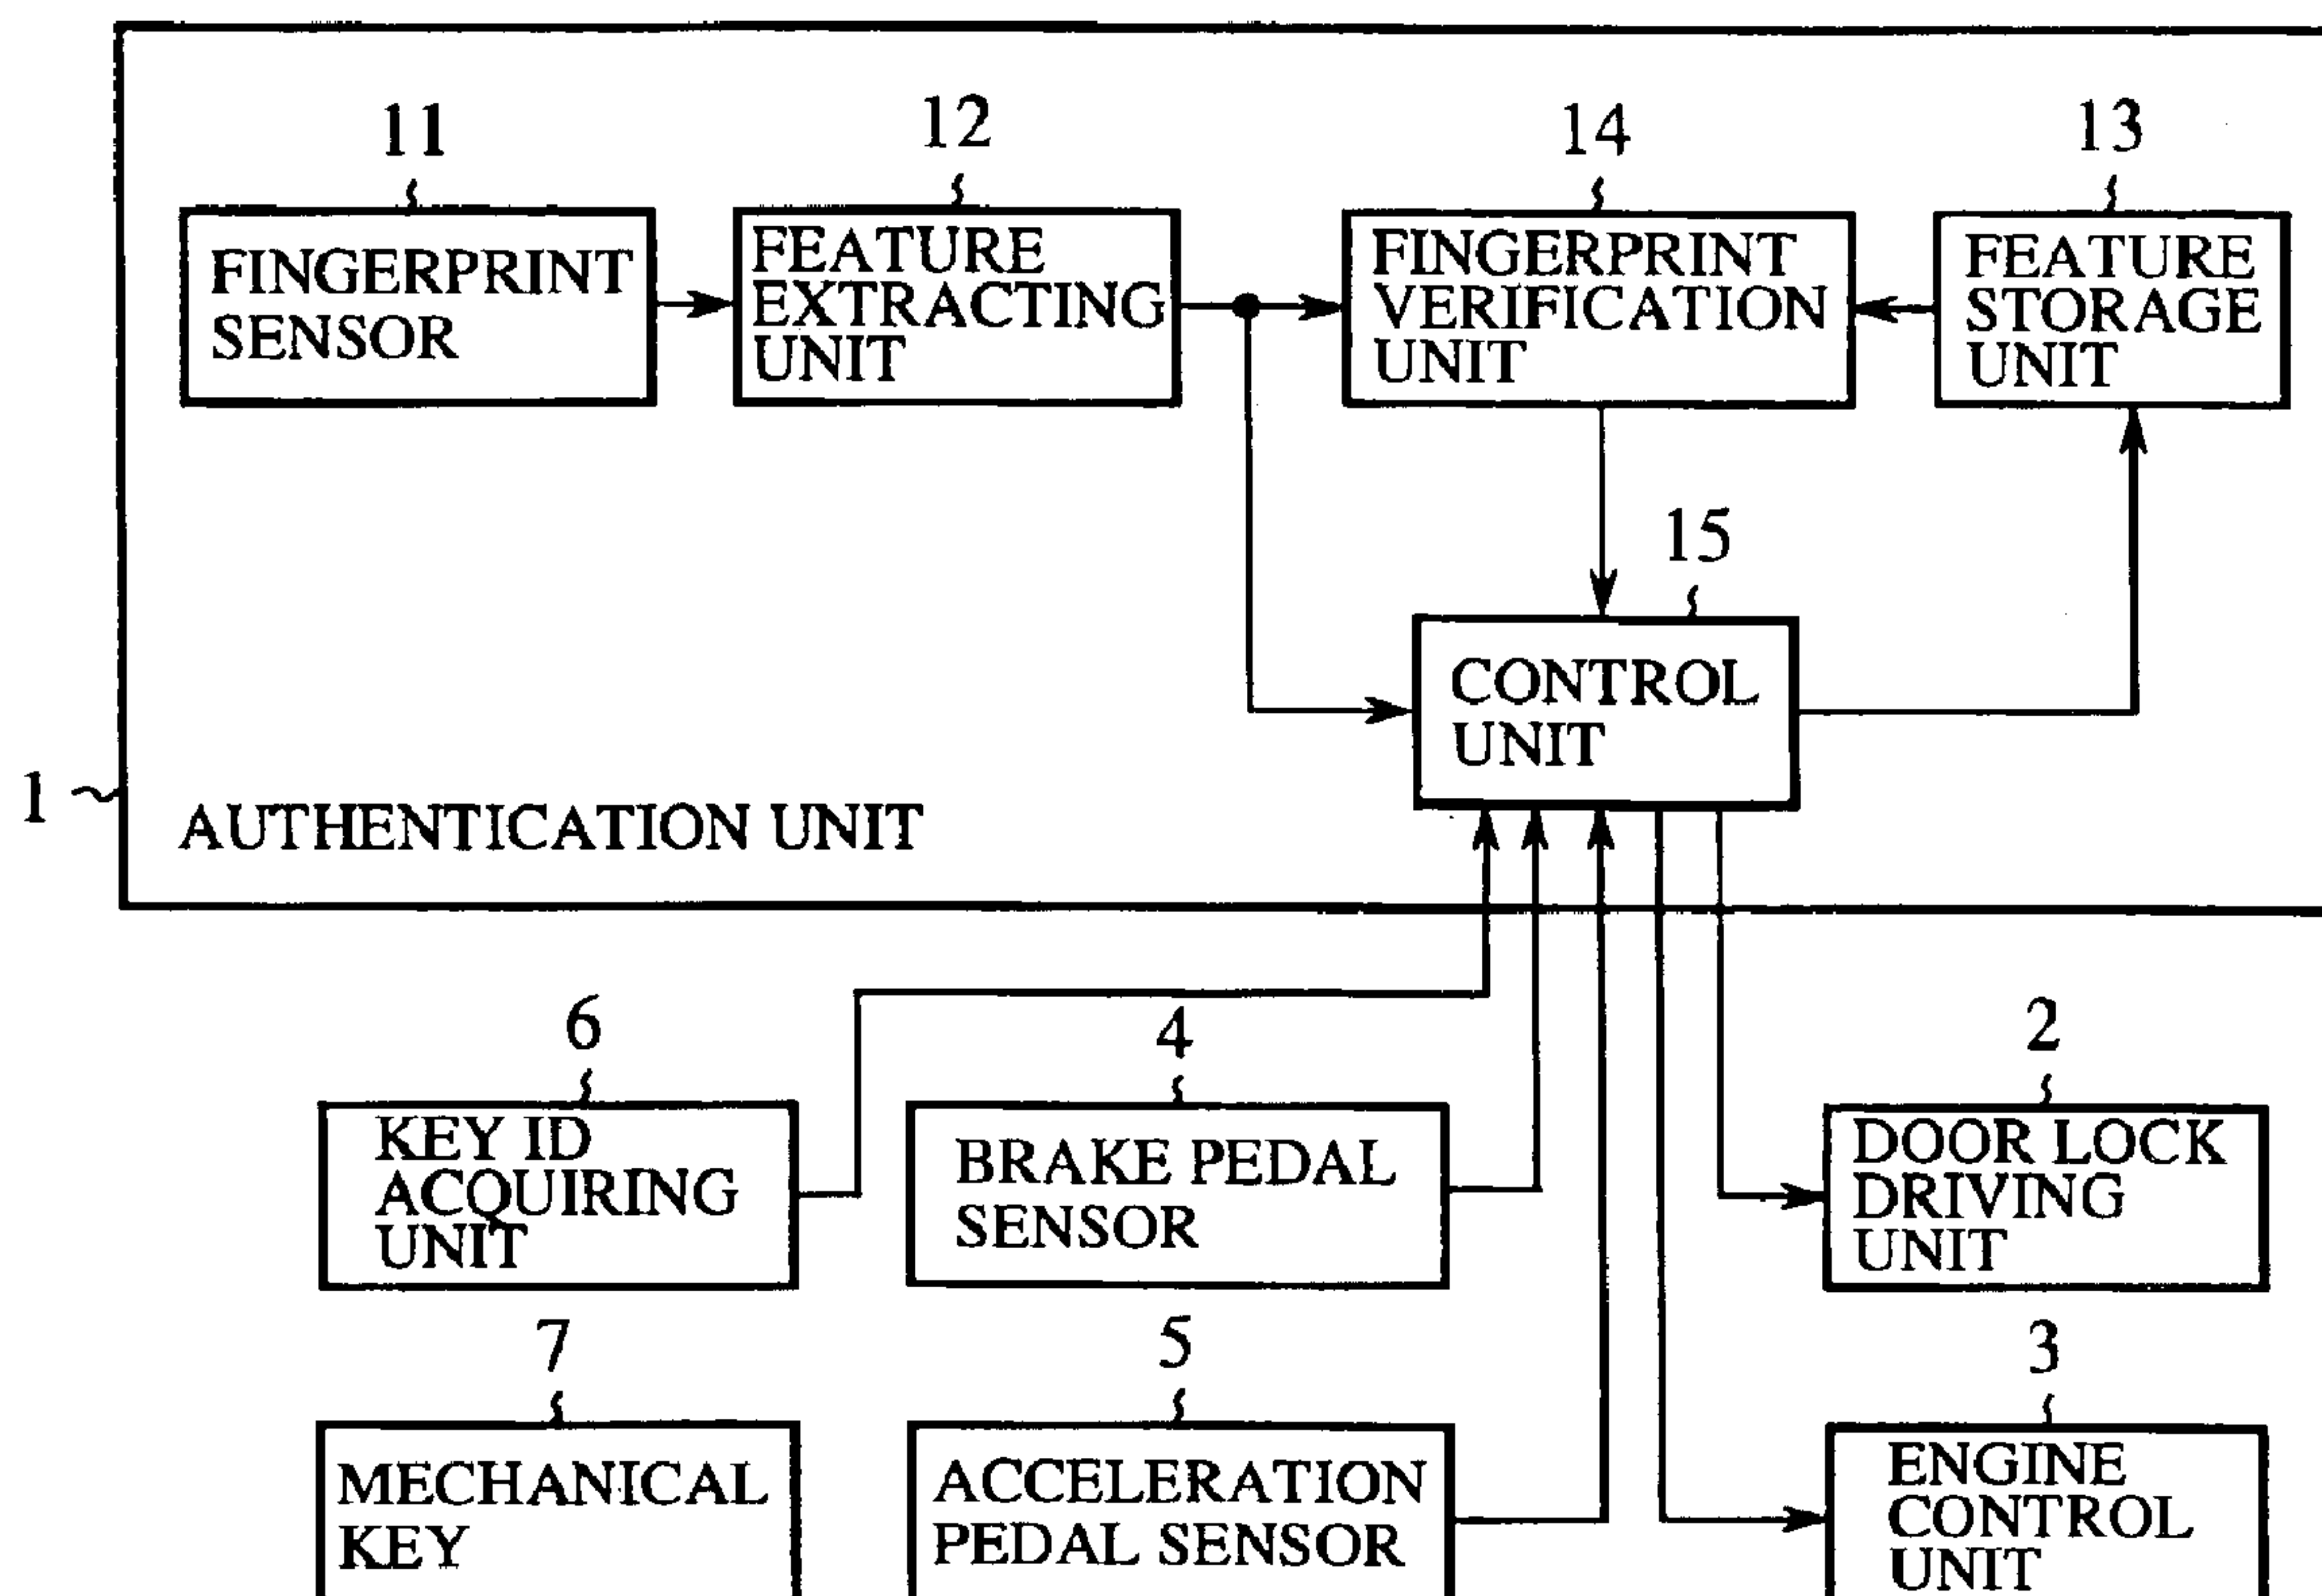 11
12
14
13
FINGERPRINT
SENSOR
FEATURE
EXTRACTING
UNIT
FINGERPRINT
VERIFICATION
UNIT
FEATURE
STORAGE
UNIT
15
CONTROL
UNIT
1
AUTHENTICATION UNIT
6
4
2
KEY ID
ACQUIRING
UNIT
BRAKE PEDAL
SENSOR
DOOR LOCK
DRIVING
UNIT
7
5
3
MECHANICAL
KEY
ACCELERATION
PEDAL SENSOR
ENGINE
CONTROL
UNIT